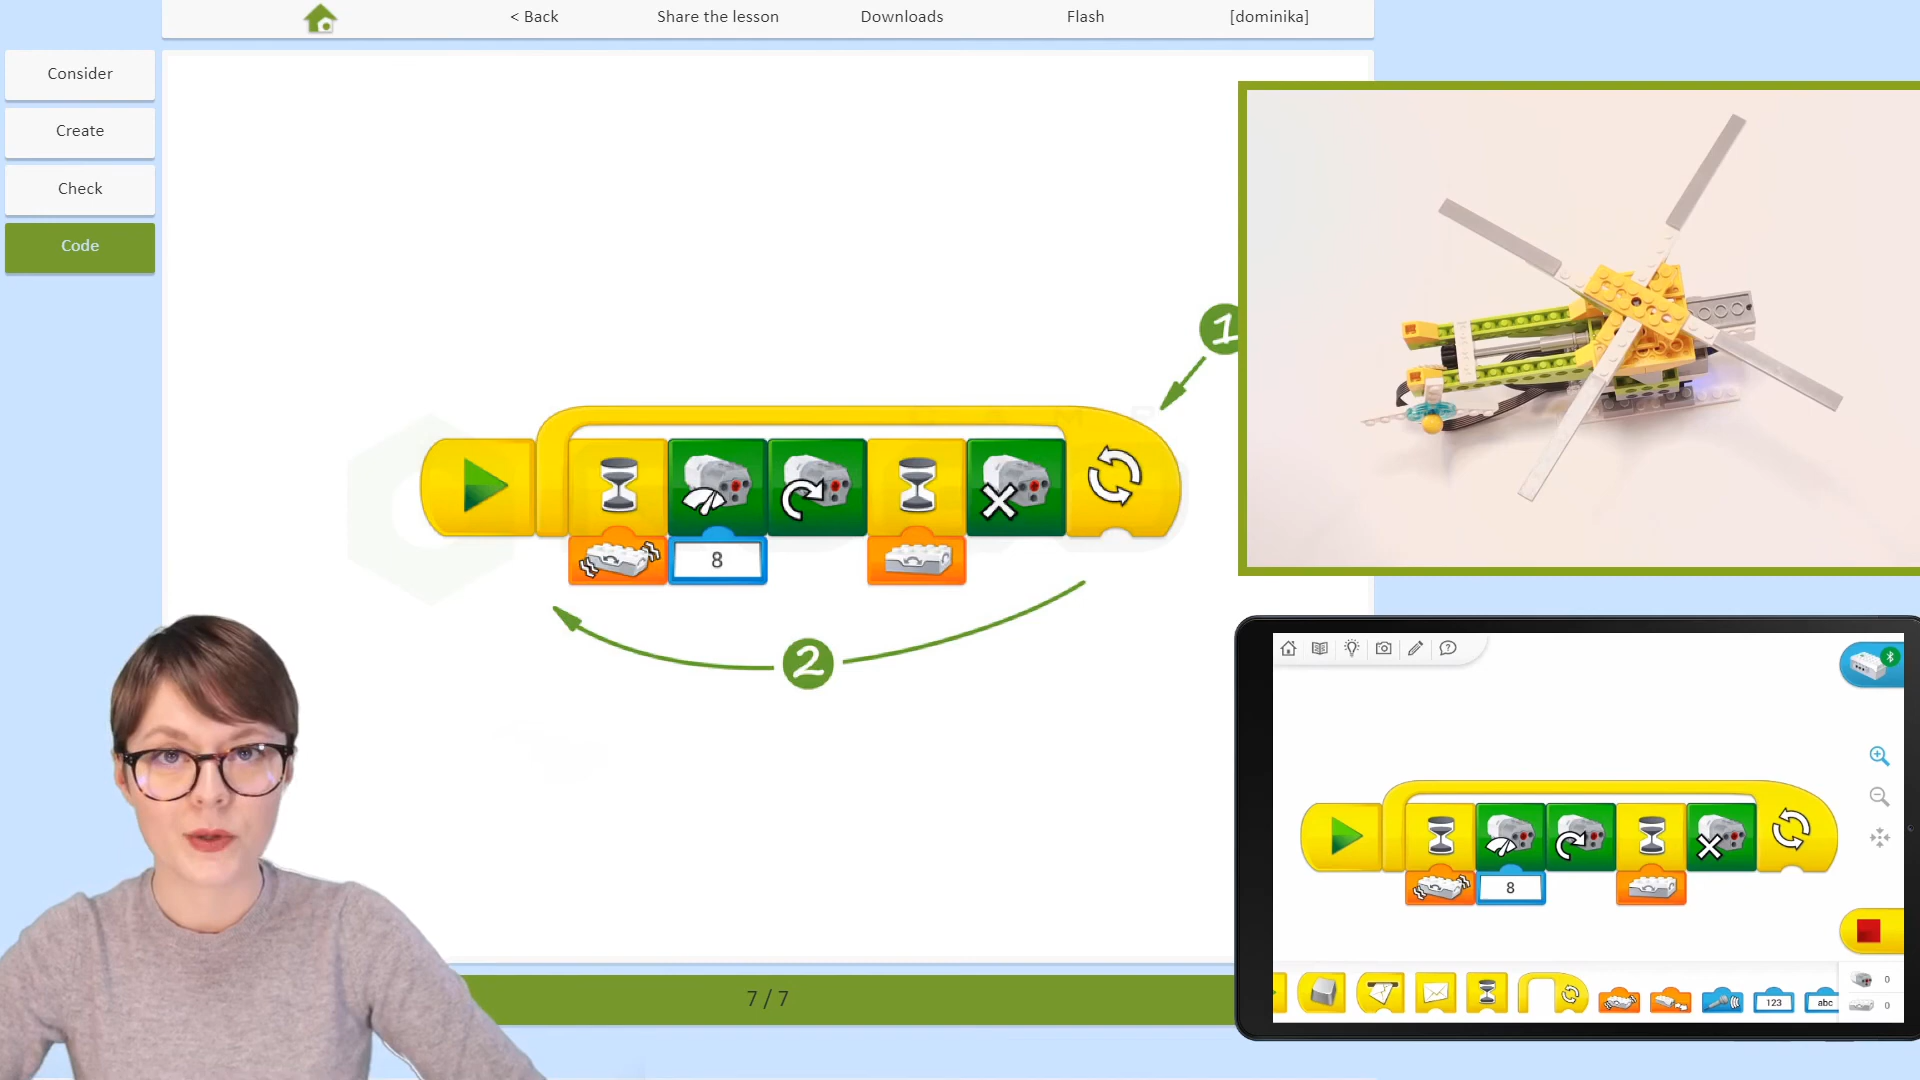 < Back
Share the lesson
Downloads
Flash
[dominika]
Consider
Create
Check
Code
1
8
2
7 / 7
8
0
123
abc
0